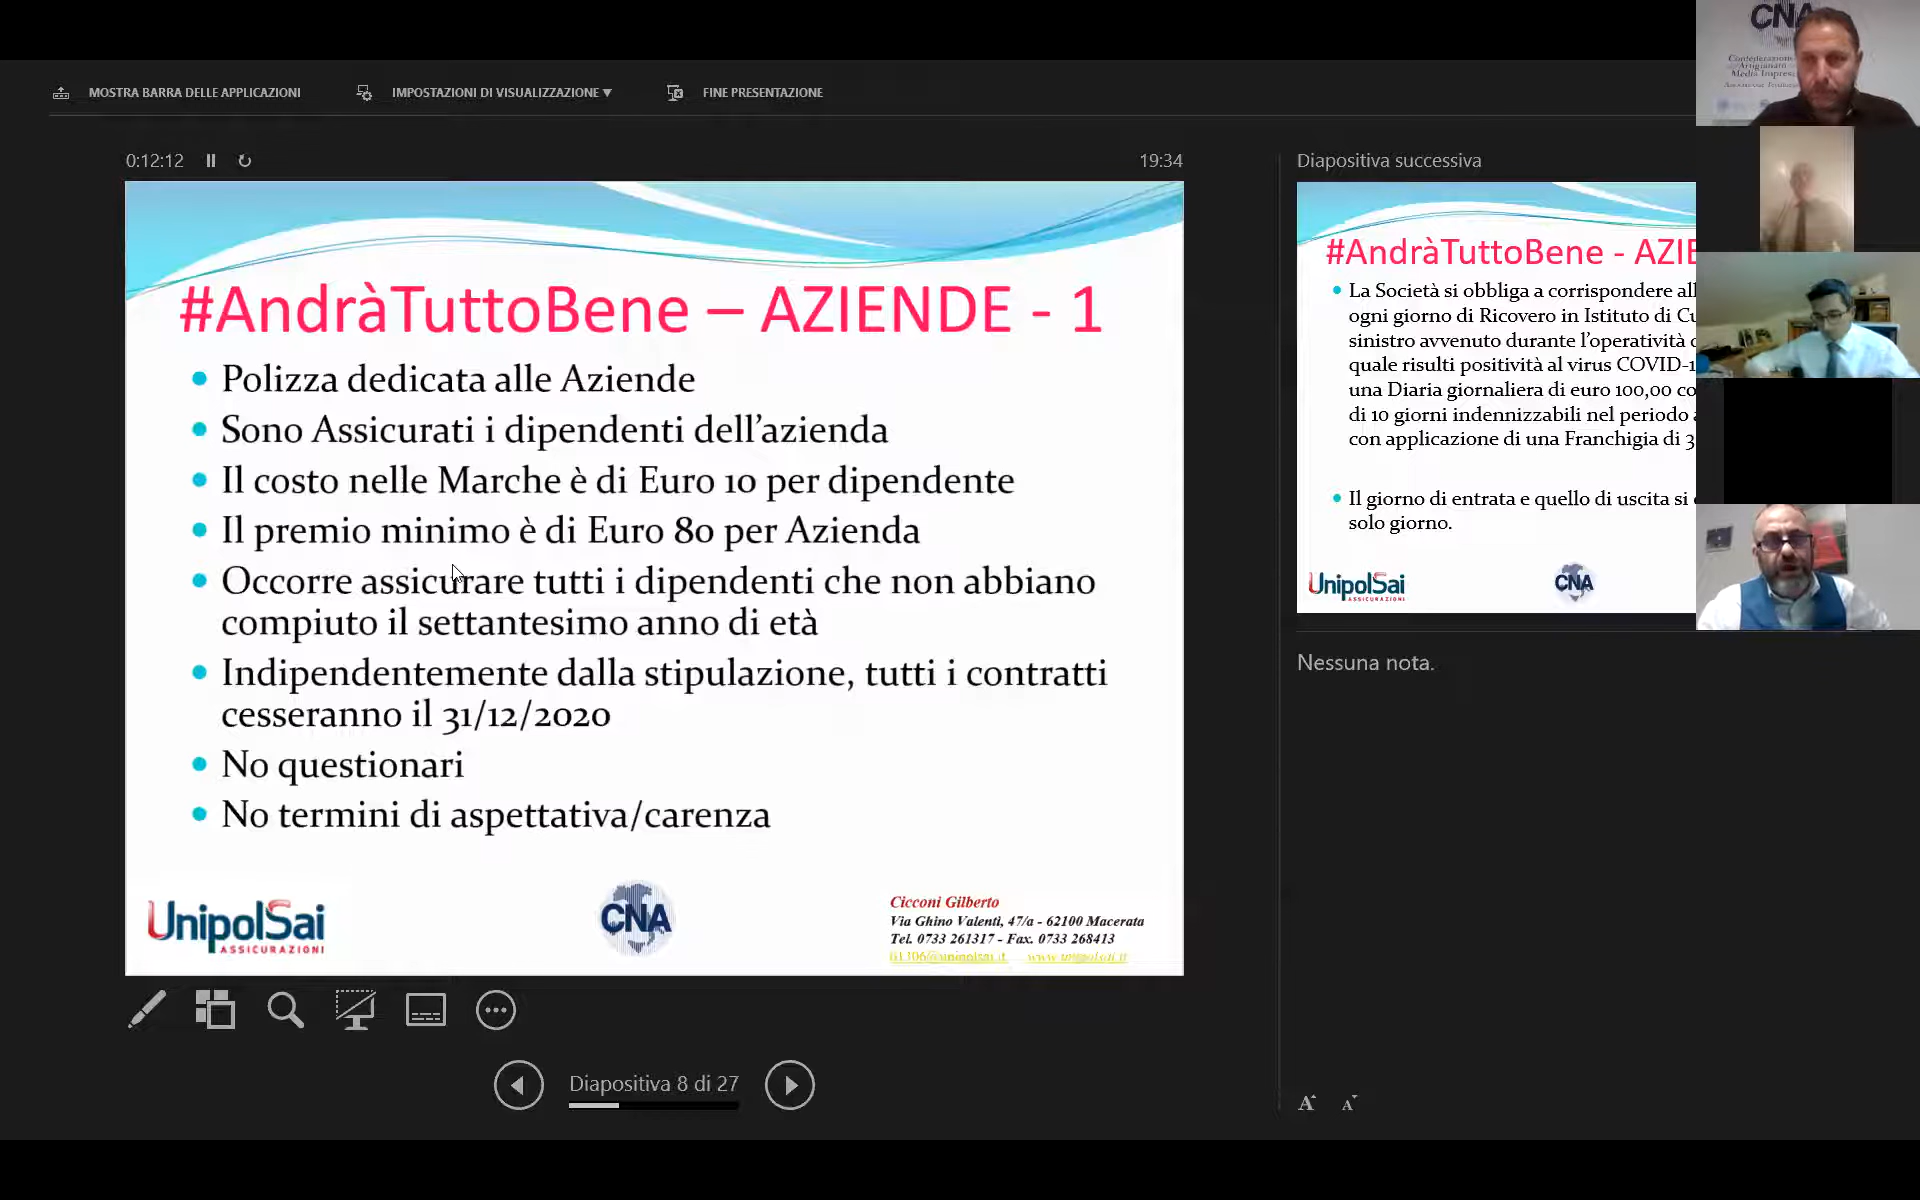 MOSTRA BARRA DELLE APPLICAZIONI
IMPOSTAZIONI DI VISUALIZZAZIONE ▼
FINE PRESENTAZIONE
0:12:12
19:34
#AndràTuttoBene – AZIENDE - 1
• Polizza dedicata alle Aziende
• Sono Assicurati i dipendenti dell’azienda
• Il costo nelle Marche è di Euro 10 per dipendente
• Il premio minimo è di Euro 80 per Azienda
• Occorre assicurare tutti i dipendenti che non abbiano
compiuto il settantesimo anno di età
• Indipendentemente dalla stipulazione, tutti i contratti
cesseranno il 31/12/2020
• No questionari
• No termini di aspettativa/carenza
UnipolSai
ASSICURAZIONI
CNA
Cicconi Gilberto
Via Ghino Valenti, 47/a - 62100 Macerata
Tel. 0733 261317 - Fax. 0733 268413
www.unipolsai.it
Diapositiva 8 di 27
Diapositiva successiva
#AndràTuttoBene - AZIE
• La Società si obbliga a corrispondere all
ogni giorno di Ricovero in Istituto di Cu
sinistro avvenuto durante l’operatività
quale risulti positività al virus COVID-1
una Diaria giornaliera di euro 100,00 co
di 10 giorni indennizzabili nel periodo
con applicazione di una Franchigia di 3
• Il giorno di entrata e quello di uscita si
solo giorno.
UnipolSai
ASSICURAZIONI
CNA
Nessuna nota.
A A
CNA
Confederazione
Artigianato
Media Impres